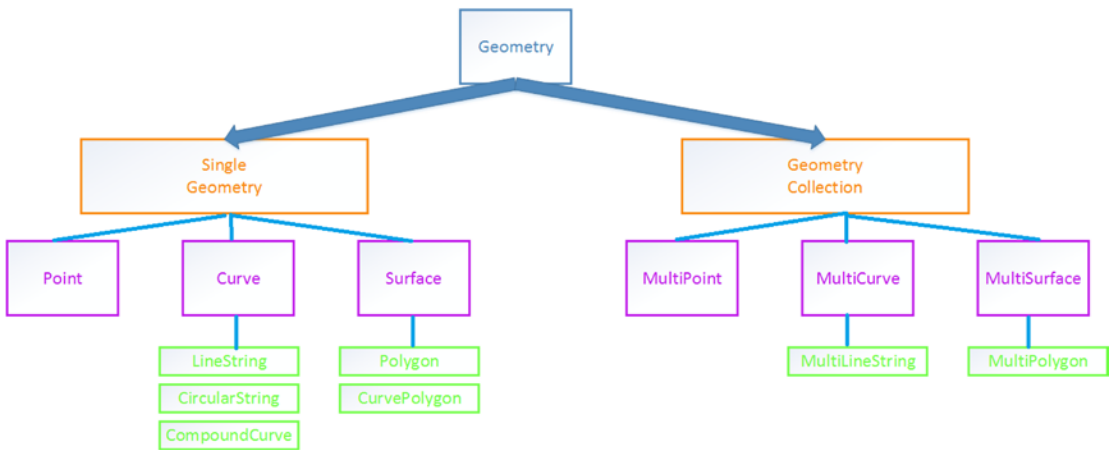 Geometry
Single
Geometry
Geometry
Collection
Point
Curve
Surface
MultiPoint
MultiCurve
MultiSurface
LineString
Polygon
MultiLineString
MultiPolygon
CircularString
CurvePolygon
CompoundCurve